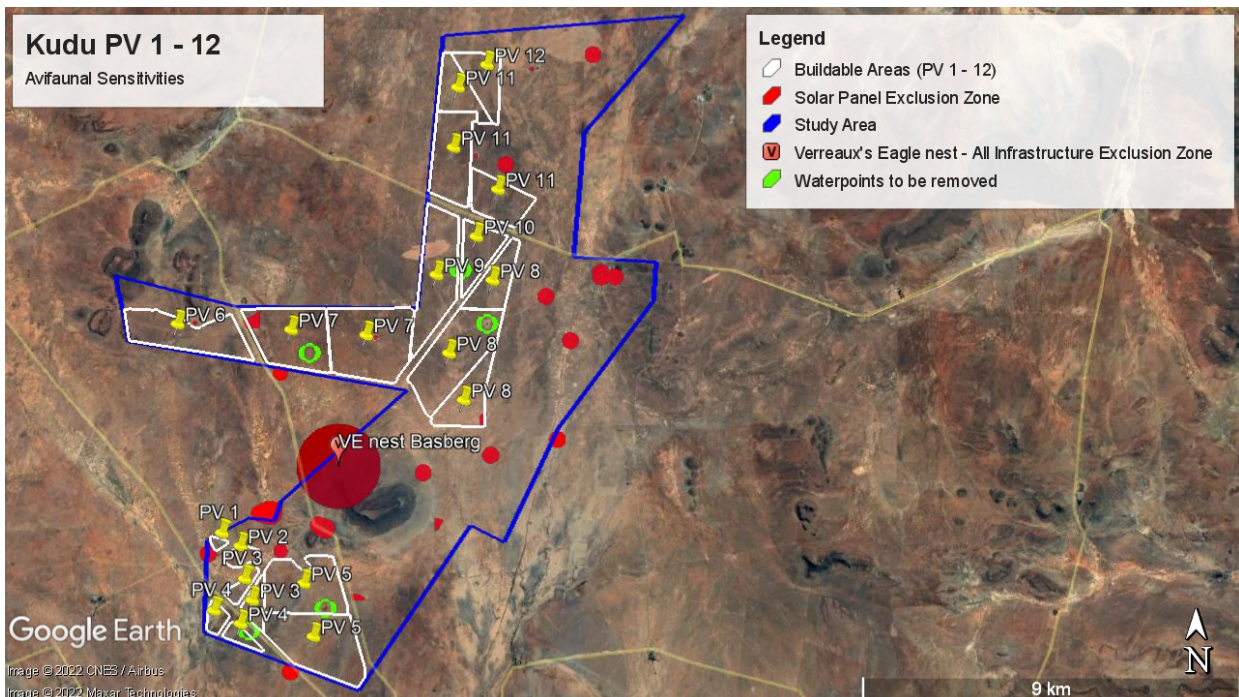 Kudu PV 1 - 12
Avifaunal Sensitivities
Legend
Buildable Areas (PV 1 - 12)
Solar Panel Exclusion Zone
Study Area
V
Verreaux's Eagle nest - All Infrastructure Exclusion Zone
Waterpoints to be removed
PV 12
PV 11
PV 11
PV 11
PV 10
PV 9
PV 8
PV 6
PV 7
PV 7
PV 8
PV 8
VE nest Basberg
PV 1
PV 2
PV 3
PV 5
PV 3
PV 4
PV 4
PV 5
Google Earth
Image © 2022 CNES / Airbus
Image © 2022 Maxar Technologies
N
9 km